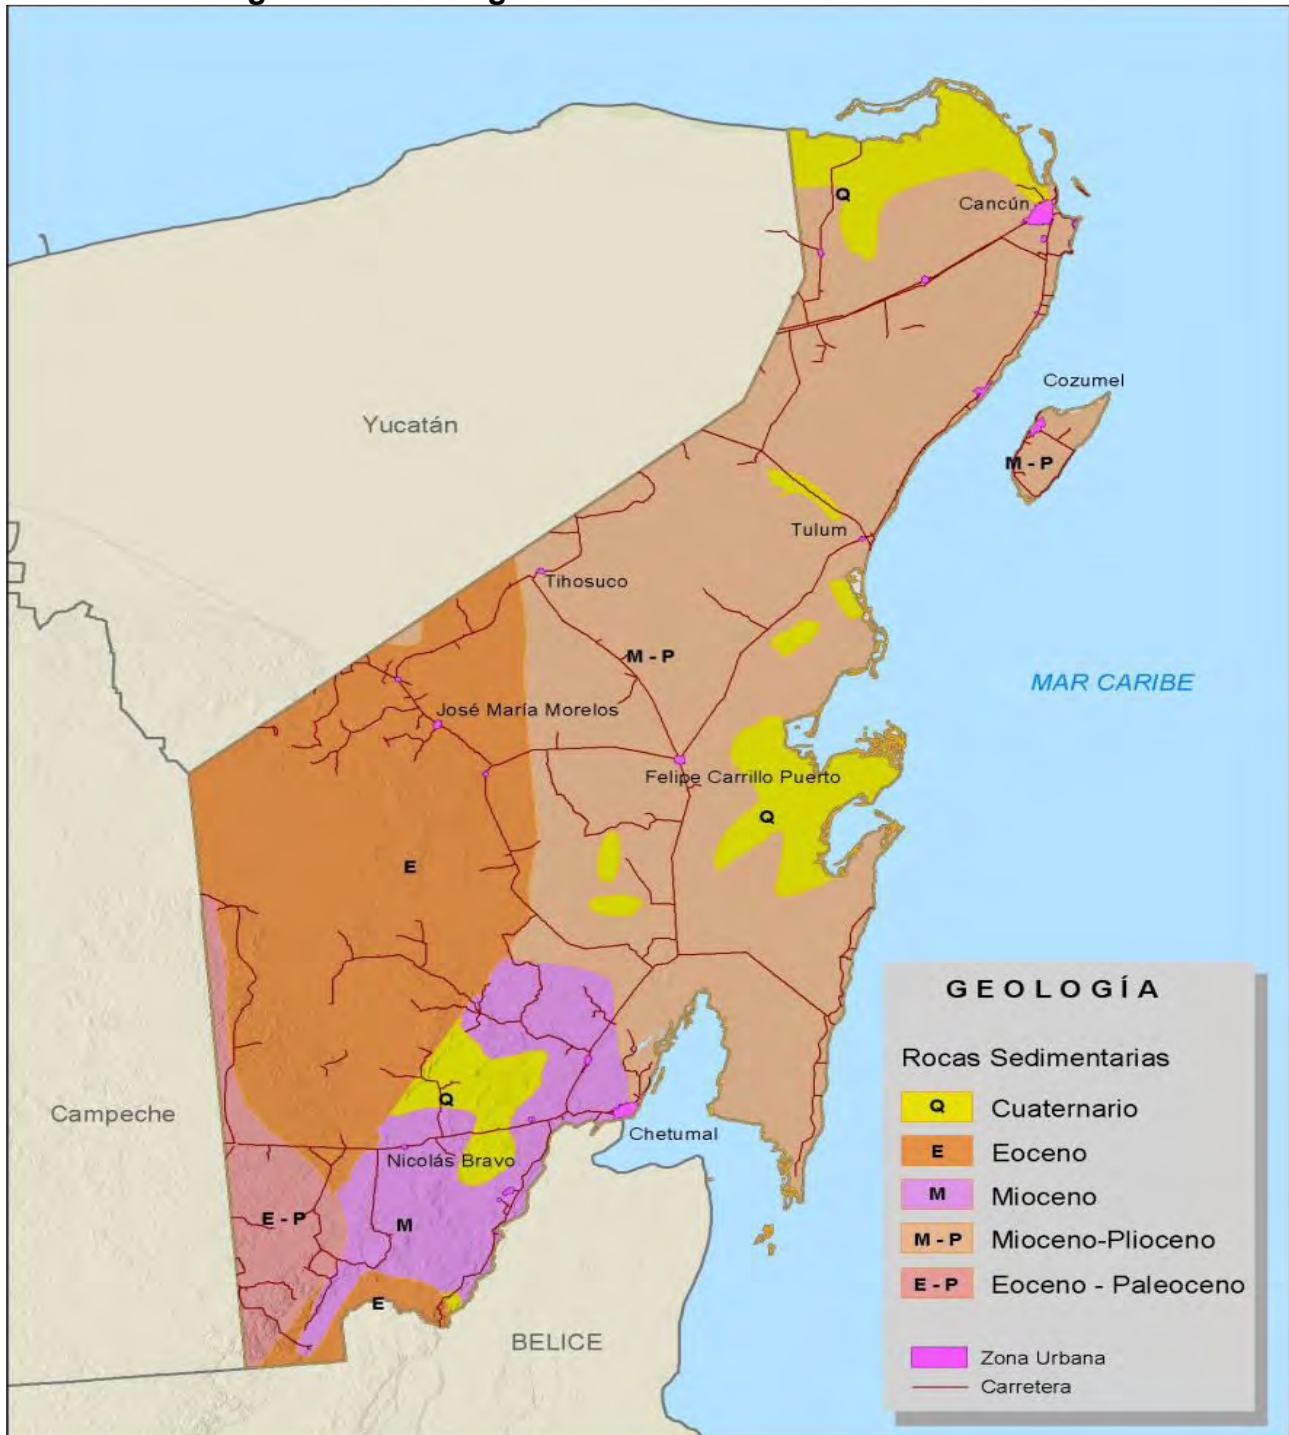 Q
Cancún
Cozumel
Yucatán
M - P
Tulum
Tihosuco
M - P
MAR CARIBE
José María Morelos
Felipe Carrillo Puerto
Q
E
GEOLOGÍA
Rocas Sedimentarias
Q Cuaternario
E Eoceno
M Mioceno
M - P Mioceno-Plioceno
E - P Eoceno - Paleoceno
Zona Urbana
Carretera
Campeche
Q
Chetumal
Nicolás Bravo
E - P
M
E
BELICE